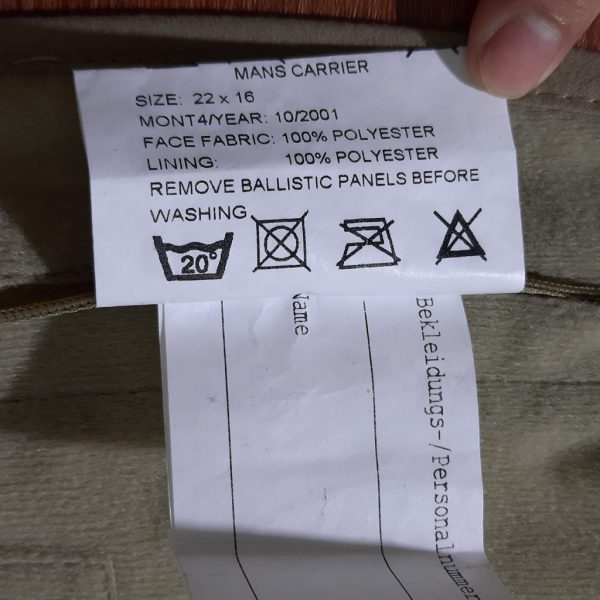 MANS CARRIER
SIZE: 22 x 16
MONT4/YEAR: 10/2001
FACE FABRIC: 100% POLYESTER
LINING: 100% POLYESTER
REMOVE BALLISTIC PANELS BEFORE
WASHING
20°
Name
Bekleidungs-/Personalnummer